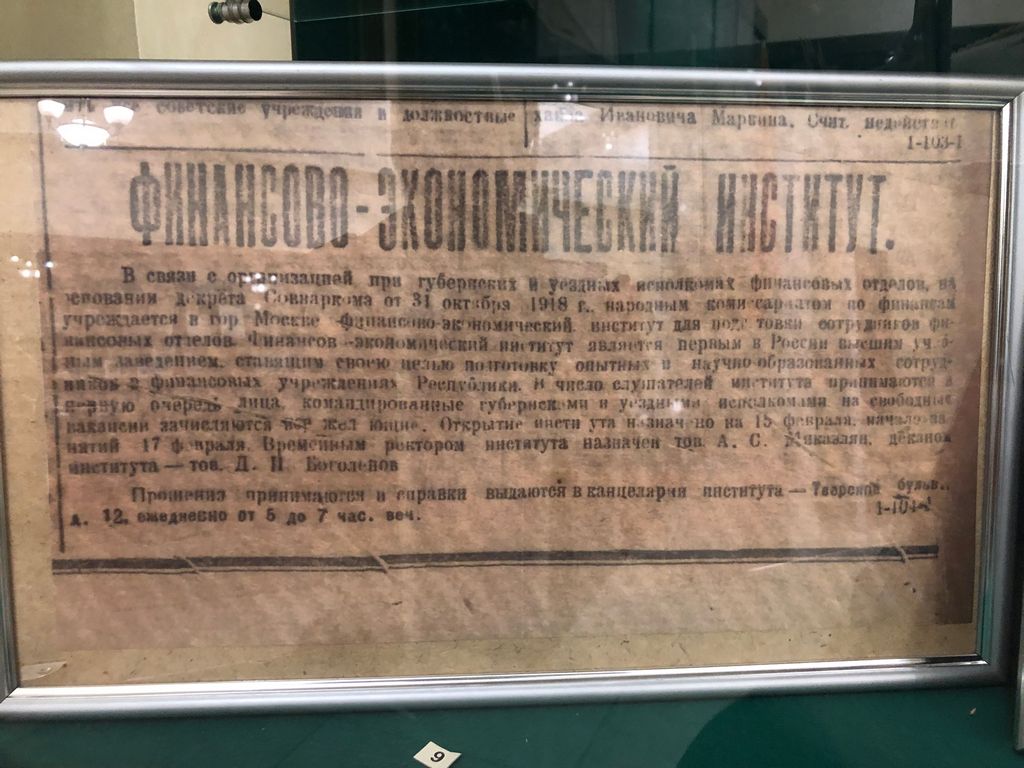 советские учреждения и должностные
Ивановича Марвина. Счит. недействит.
1-103-1
ФИНАНСОВО-ЭКОНОМИЧЕСКИЙ ИНСТИТУТ.
В связи с организацией при губернских и уездных исполкомах финансовых отделов, на
основании декрета Совнаркома от 31 октября 1918 г., народным комиссариатом по финансам
учреждается в гор Москве финансово-экономический институт для подготовки сотрудников фи-
нансовых отделов. Финансово-экономический институт является первым в России высшим учеб-
ным заведением, ставящим своею целью подготовку опытных и научно-образованных сотруд-
ников в финансовых учреждениях Республики. В число слушателей института принимаются в
первую очередь лица, командированные губернскими и уездными исполкомами на свободные
вакансии зачисляются все желающие. Открытие института назначено на 15 февраля, начало за-
нятий 17 февраля. Временным ректором института назначен тов. А. С. Микаэлян, деканом
института — тов. Д. П. Боголепов
Прошения принимаются и справки выдаются в канцелярии института — Тверской бульв.,
д. 12, ежедневно от 5 до 7 час. веч.
1-104-1
9